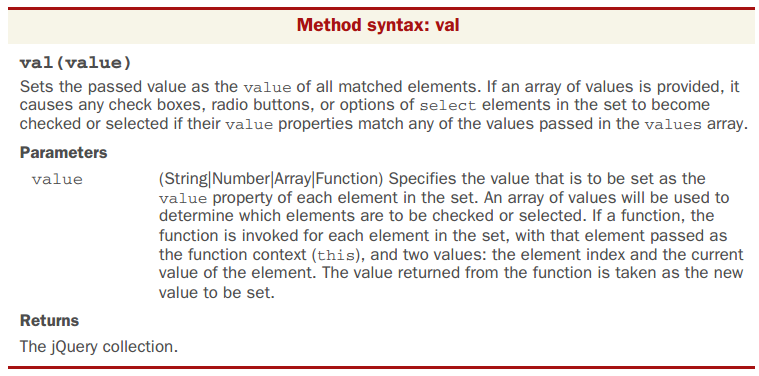 Method syntax: val
val(value)
Sets the passed value as the value of all matched elements. If an array of values is provided, it
causes any check boxes, radio buttons, or options of select elements in the set to become
checked or selected if their value properties match any of the values passed in the values array.
Parameters
value (String|Number|Array|Function) Specifies the value that is to be set as the
value property of each element in the set. An array of values will be used to
determine which elements are to be checked or selected. If a function, the
function is invoked for each element in the set, with that element passed as
the function context (this), and two values: the element index and the current
value of the element. The value returned from the function is taken as the new
value to be set.
Returns
The jQuery collection.